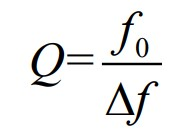 Q = f₀ / Δf